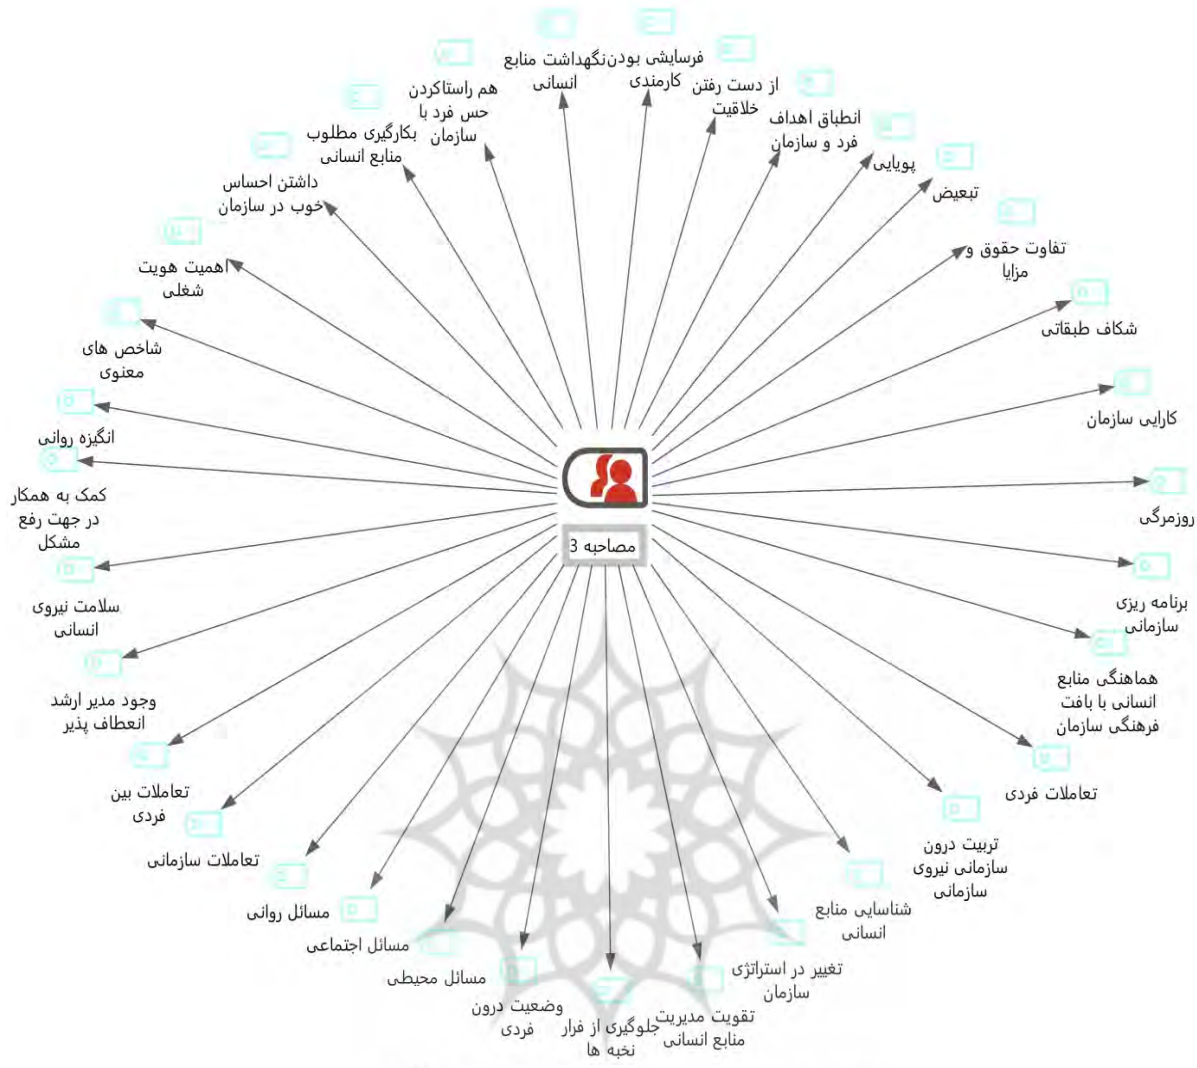 نگهداشت منابع
انسانی
فرسایشی بودن
کارمندی
از دست رفتن
خلاقیت
انطباق اهداف
فرد و سازمان
پویایی
تبعیض
تفاوت حقوق و
مزایا
شکاف طبقاتی
کارایی سازمان
روزمرگی
برنامه ریزی
سازمانی
هماهنگی منابع
انسانی با بافت
فرهنگی سازمان
تعاملات فردی
تربیت درون
سازمانی نیروی
سازمانی
شناسایی منابع
انسانی
تغییر در استراتژی
سازمان
تقویت مدیریت
منابع انسانی
جلوگیری از فرار
نخبه ها
وضعیت درون
فردی
مسائل محیطی
مسائل اجتماعی
مسائل روانی
تعاملات سازمانی
تعاملات بین
فردی
وجود مدیر ارشد
انعطاف پذیر
سلامت نیروی
انسانی
کمک به همکار
در جهت رفع
مشکل
انگیزه روانی
شاخص های
معنوی
اهمیت هویت
شغلی
داشتن احساس
خوب در سازمان
بکارگیری مطلوب
منابع انسانی
هم راستاکردن
حس فرد با
سازمان
مصاحبه 3